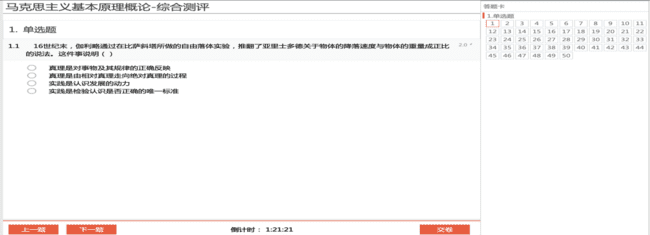 马克思主义基本原理概论-综合测评
1. 单选题
1.1 16世纪末，伽利略通过在比萨斜塔所做的自由落体实验，推翻了亚里士多德关于物体的降落速度与物体的重量成正比 2.0
的说法。这件事说明（ ）
真理是对事物及其规律的正确反映
真理是由相对真理走向绝对真理的过程
实践是认识发展的动力
实践是检验认识是否正确的唯一标准
上一题 下一题 倒计时： 1:21:21 交卷
答题卡
1.单选题
1 2 3 4 5 6 7 8 9 10 11
12 13 14 15 16 17 18 19 20 21 22
23 24 25 26 27 28 29 30 31 32 33
34 35 36 37 38 39 40 41 42 43 44
45 46 47 48 49 50